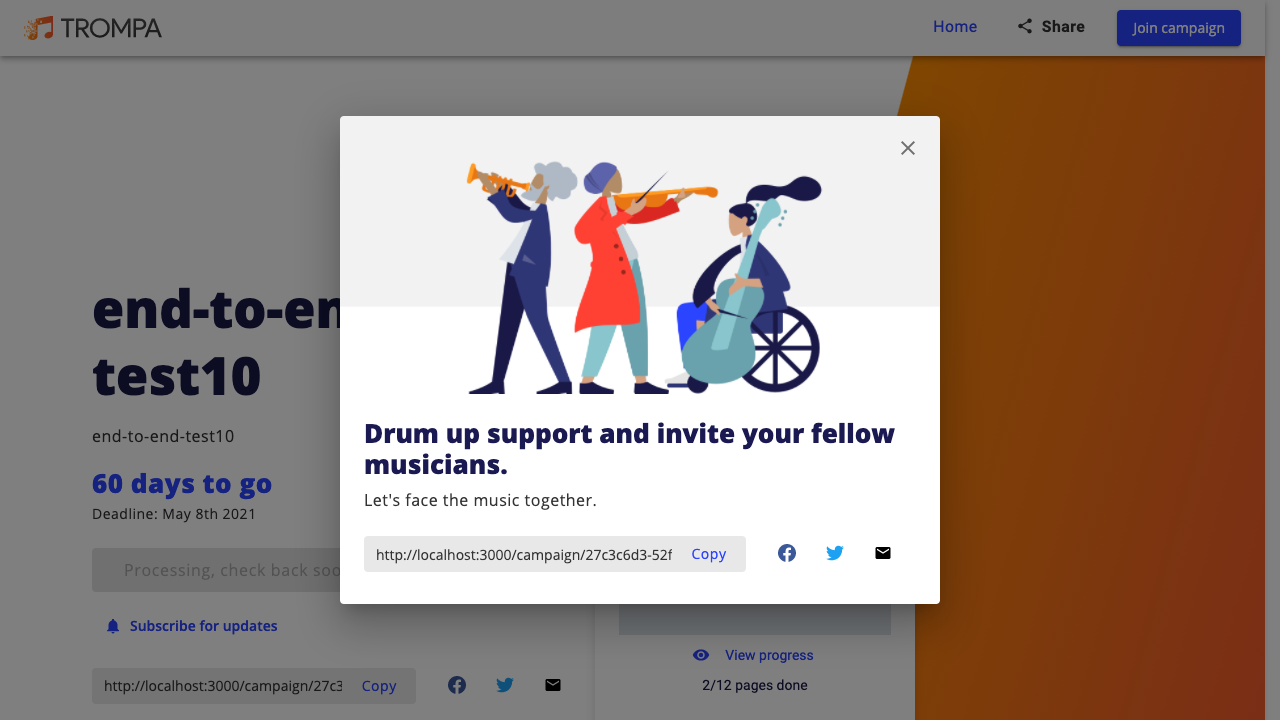 TROMPA
Home
Share
Join campaign
end-to-en
test10
end-to-end-test10
60 days to go
Deadline: May 8th 2021
Processing, check back soo
Subscribe for updates
http://localhost:3000/campaign/27c3
Copy
Drum up support and invite your fellow
musicians.
Let's face the music together.
http://localhost:3000/campaign/27c3c6d3-52f
Copy
View progress
2/12 pages done